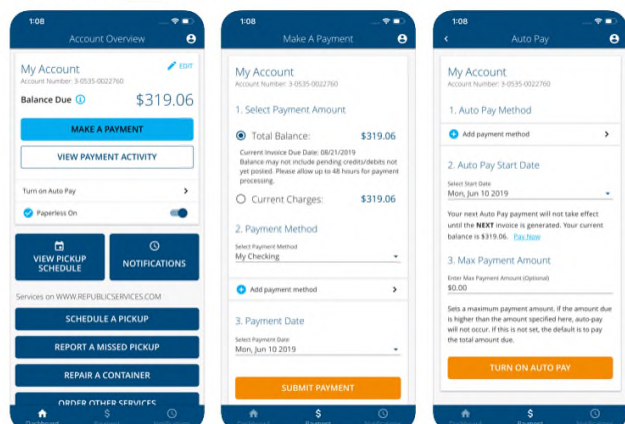 1:08
Account Overview
My Account
EDIT
Account Number: 3-0535-0022760
Balance Due
$319.06
MAKE A PAYMENT
VIEW PAYMENT ACTIVITY
Turn on Auto Pay
Paperless On
VIEW PICKUP
SCHEDULE
NOTIFICATIONS
Services on WWW.REPUBLICSERVICES.COM
SCHEDULE A PICKUP
REPORT A MISSED PICKUP
REPAIR A CONTAINER
ORDER OTHER SERVICES
Dashboard
Payment
Notifications
1:08
Make A Payment
My Account
Account Number: 3-0535-0022760
1. Select Payment Amount
Total Balance: $319.06
Current Invoice Due Date: 08/21/2019
Balance may not include pending credits/debits not
yet posted. Please allow up to 48 hours for payment
processing.
Current Charges: $319.06
2. Payment Method
Select Payment Method
My Checking
Add payment method
3. Payment Date
Select Payment Date
Mon, Jun 10 2019
SUBMIT PAYMENT
Dashboard
Payment
Notifications
1:08
Auto Pay
My Account
Account Number: 3-0535-0022760
1. Auto Pay Method
Add payment method
2. Auto Pay Start Date
Select Start Date
Mon, Jun 10 2019
Your next Auto Pay payment will not take effect
until the NEXT invoice is generated. Your current
balance is $319.06. Pay Now
3. Max Payment Amount
Enter Max Payment Amount (Optional)
$0.00
Sets a maximum payment amount. If the amount due
is higher than the amount specified here, auto-pay
will not occur. If this is not set, the default is to pay
the total amount due.
TURN ON AUTO PAY
Dashboard
Payment
Notifications